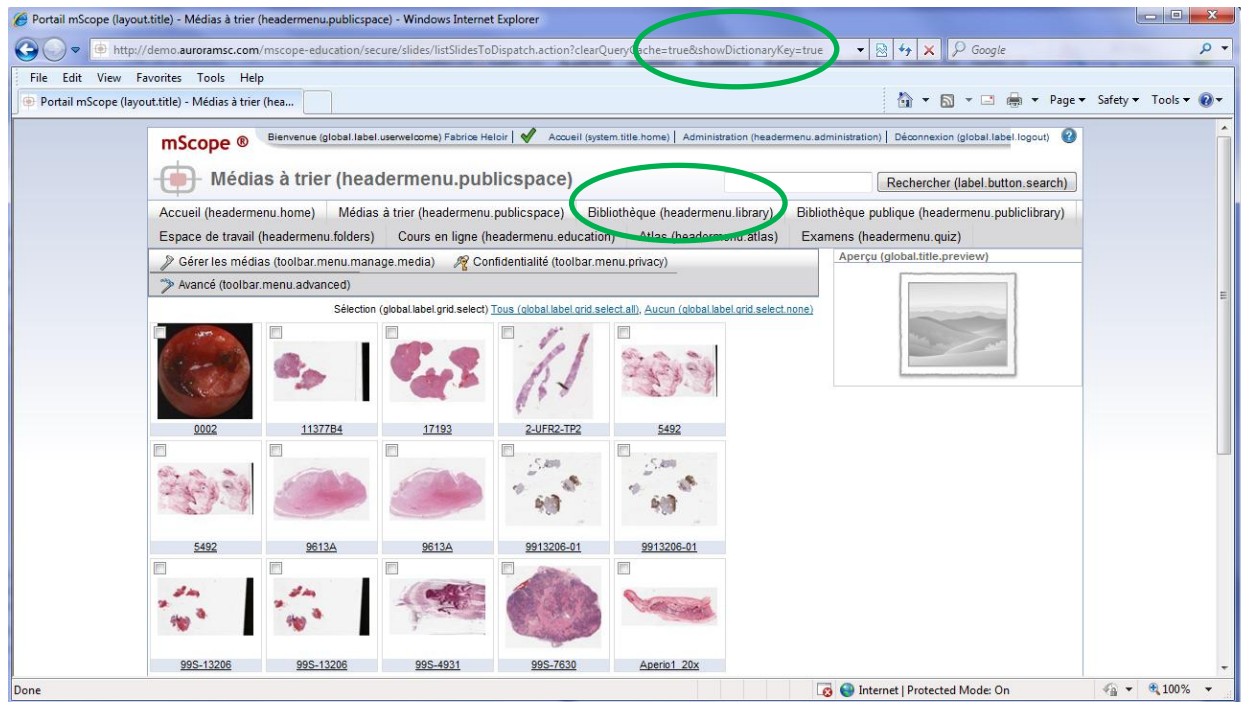 Portail mScope (layout.title) - Médias à trier (headermenu.publicspace) - Windows Internet Explorer
http://demo.auroramsc.com/mscope-education/secure/slides/listSlidesToDispatch.action?clearQueryCache=true&showDictionaryKey=true Google
File Edit View Favorites Tools Help
Portail mScope (layout.title) - Médias à trier (hea... Page Safety Tools
mScope ® Bienvenue (global.label.userwelcome) Fabrice Heloir | Accueil (system.title.home) | Administration (headermenu.administration) | Déconnexion (global.label.logout)
Médias à trier (headermenu.publicspace) Rechercher (label.button.search)
Accueil (headermenu.home) Médias à trier (headermenu.publicspace) Bibliothèque (headermenu.library) Bibliothèque publique (headermenu.publiclibrary)
Espace de travail (headermenu.folders) Cours en ligne (headermenu.education) Atlas (headermenu.atlas) Examens (headermenu.quiz)
Gérer les médias (toolbar.menu.manage.media) Confidentialité (toolbar.menu.privacy) Aperçu (global.title.preview)
Avancé (toolbar.menu.advanced)
Sélection (global.label.grid.select) Tous (global.label.grid.select.all), Aucun (global.label.grid.select.none)
0002 11377B4 17193 2-UFR2-TP2 5492
5492 9613A 9613A 9913206-01 9913206-01
99S-13206 99S-13206 99S-4931 99S-7630 Aperio1_20x
Done Internet | Protected Mode: On 100%